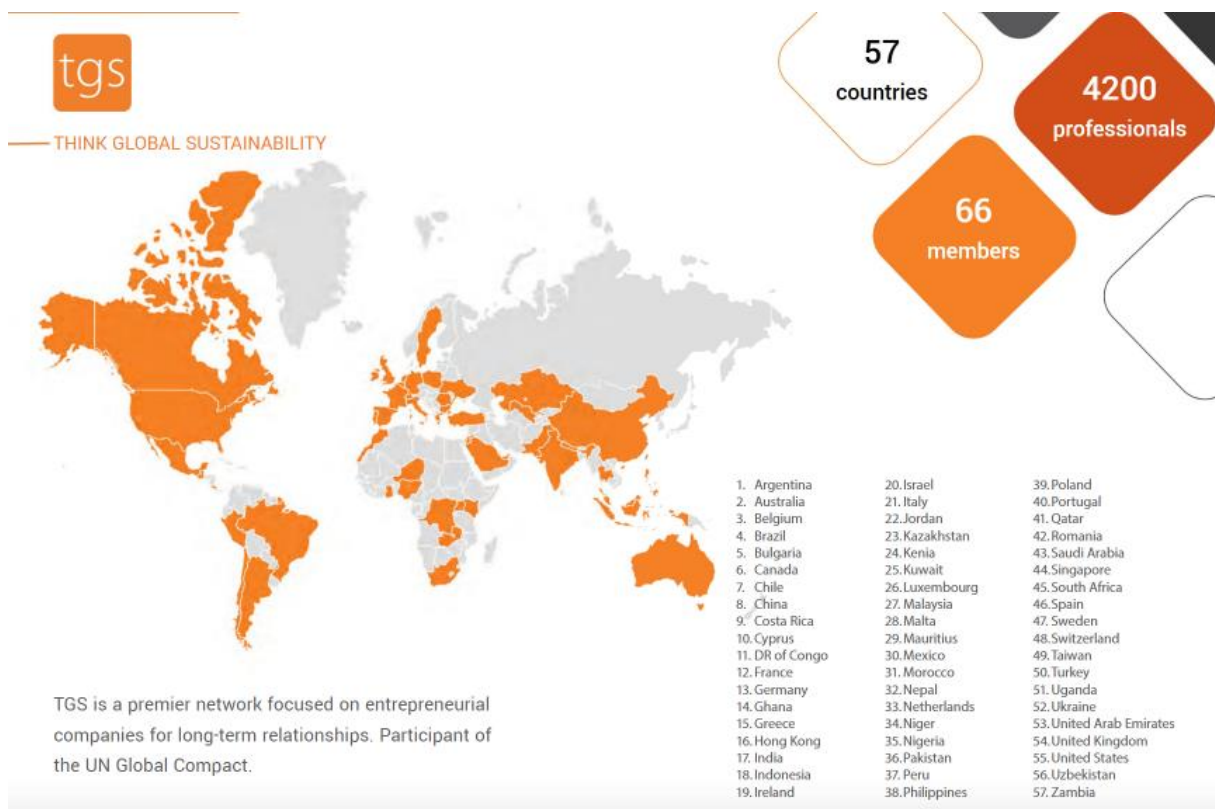 tgs
THINK GLOBAL SUSTAINABILITY
57
countries
4200
professionals
66
members
1. Argentina
2. Australia
3. Belgium
4. Brazil
5. Bulgaria
6. Canada
7. Chile
8. China
9. Costa Rica
10. Cyprus
11. DR of Congo
12. France
13. Germany
14. Ghana
15. Greece
16. Hong Kong
17. India
18. Indonesia
19. Ireland
20. Israel
21. Italy
22. Jordan
23. Kazakhstan
24. Kenia
25. Kuwait
26. Luxembourg
27. Malaysia
28. Malta
29. Mauritius
30. Mexico
31. Morocco
32. Nepal
33. Netherlands
34. Niger
35. Nigeria
36. Pakistan
37. Peru
38. Philippines
39. Poland
40. Portugal
41. Qatar
42. Romania
43. Saudi Arabia
44. Singapore
45. South Africa
46. Spain
47. Sweden
48. Switzerland
49. Taiwan
50. Turkey
51. Uganda
52. Ukraine
53. United Arab Emirates
54. United Kingdom
55. United States
56. Uzbekistan
57. Zambia
TGS is a premier network focused on entrepreneurial
companies for long-term relationships. Participant of
the UN Global Compact.